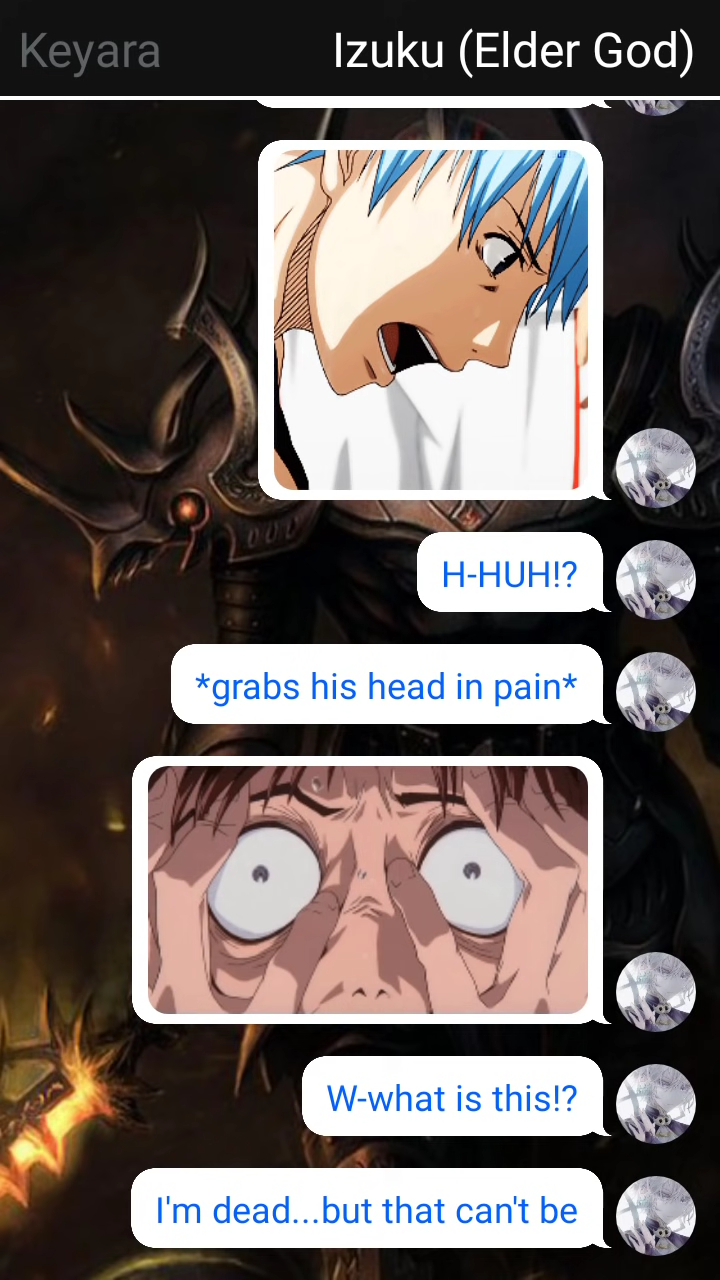 Keyara
Izuku (Elder God)
H-HUH!?
*grabs his head in pain*
W-what is this!?
I'm dead...but that can't be